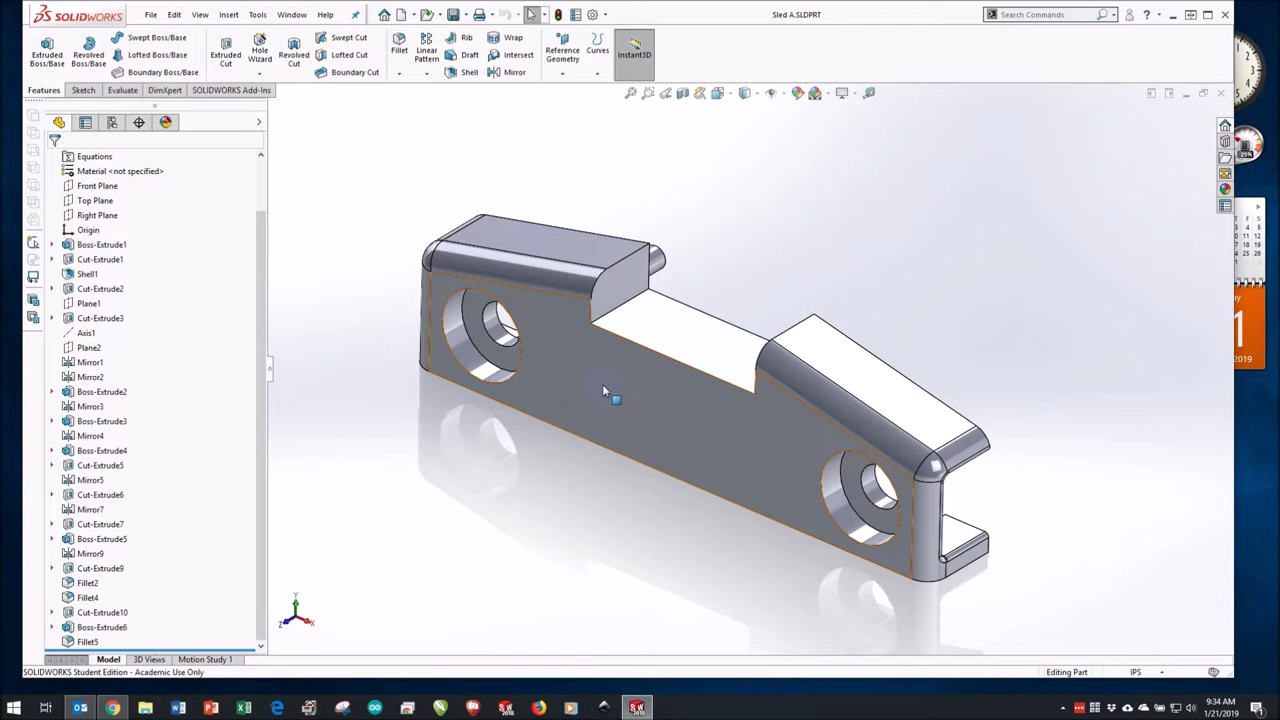 SOLIDWORKS File Edit View Insert Tools Window Help Sled A.SLDPRT Search Commands
Extruded Boss/Base
Revolved Boss/Base
Swept Boss/Base
Lofted Boss/Base
Boundary Boss/Base
Extruded Cut
Hole Wizard
Revolved Cut
Swept Cut
Lofted Cut
Boundary Cut
Fillet
Linear Pattern
Rib
Draft
Shell
Wrap
Intersect
Mirror
Reference Geometry
Curves
Instant3D
Features Sketch Evaluate DimXpert SOLIDWORKS Add-Ins
Equations
Material <not specified>
Front Plane
Top Plane
Right Plane
Origin
Boss-Extrude1
Cut-Extrude1
Shell1
Cut-Extrude2
Plane1
Cut-Extrude3
Axis1
Plane2
Mirror1
Mirror2
Boss-Extrude2
Mirror3
Boss-Extrude3
Mirror4
Boss-Extrude4
Cut-Extrude5
Mirror5
Cut-Extrude6
Mirror7
Cut-Extrude7
Boss-Extrude5
Mirror9
Cut-Extrude9
Fillet2
Fillet4
Cut-Extrude10
Boss-Extrude6
Fillet5
Y
Z X
Model 3D Views Motion Study 1
SOLIDWORKS Student Edition - Academic Use Only Editing Part IPS
25%
2019
9:34 AM
1/21/2019